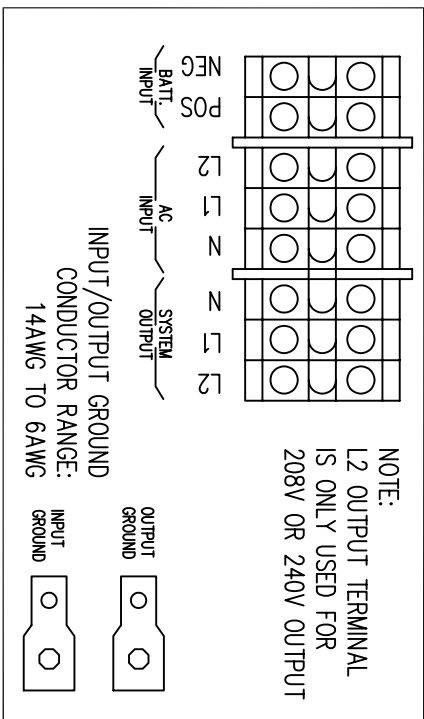 NEG
POS
L2
L1
N
N
L1
L2
BATT.
INPUT
AC
INPUT
SYSTEM
OUTPUT
NOTE:
L2 OUTPUT TERMINAL
IS ONLY USED FOR
208V OR 240V OUTPUT
INPUT/OUTPUT GROUND
CONDUCTOR RANGE:
14AWG TO 6AWG
OUTPUT
GROUND
INPUT
GROUND